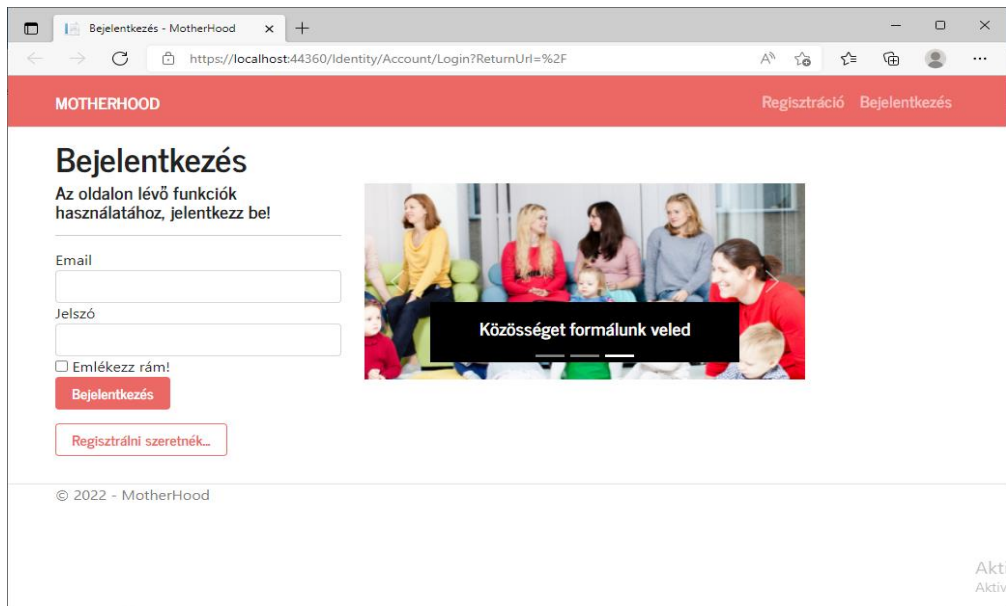 Bejelentkezés - MotherHood
https://localhost:44360/Identity/Account/Login?ReturnUrl=%2F
MOTHERHOOD
Regisztráció Bejelentkezés
Bejelentkezés
Az oldalon lévő funkciók
használatához, jelentkezz be!
Email
Jelszó
Emlékezz rám!
Bejelentkezés
Regisztrálni szeretnék...
Közösséget formálunk veled
© 2022 - MotherHood
Akti